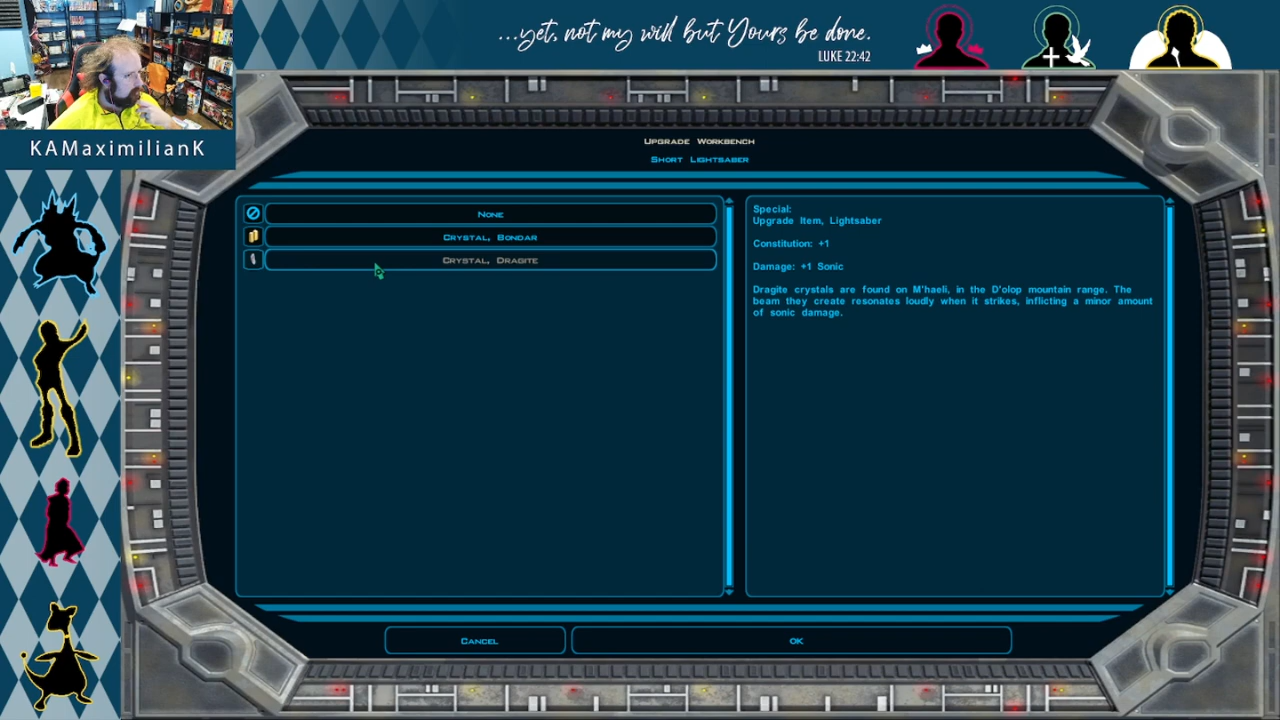 ...yet, not my will but Yours be done.
LUKE 22:42
KAMaximilianK
Upgrade Workbench
Short Lightsaber
None
Crystal, Bondar
Crystal, Dragite
Special:
Upgrade Item, Lightsaber
Constitution: +1
Damage: +1 Sonic
Dragite crystals are found on M'haeli, in the D'olop mountain range. The
beam they create resonates loudly when it strikes, inflicting a minor amount
of sonic damage.
Cancel
OK